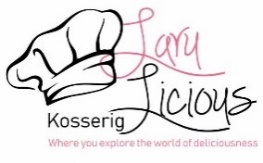 Lary
Licious
Kosserig
Where you explore the world of deliciousness